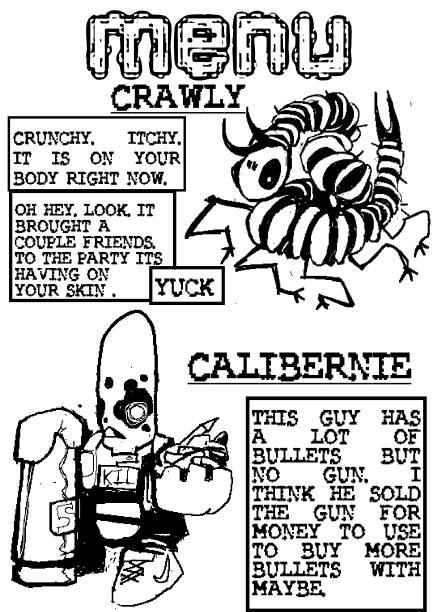 menu
CRAWLY
CRUNCHY. ITCHY.
IT IS ON YOUR
BODY RIGHT NOW.
OH HEY, LOOK, IT
BROUGHT A
COUPLE FRIENDS.
TO THE PARTY ITS
HAVING ON
YOUR SKIN .
YUCK
CALIBERNIE
THIS GUY HAS
A LOT OF
BULLETS BUT
NO GUN. I
THINK HE SOLD
THE GUN FOR
MONEY TO USE
TO BUY MORE
BULLETS WITH
MAYBE.
KIL
S